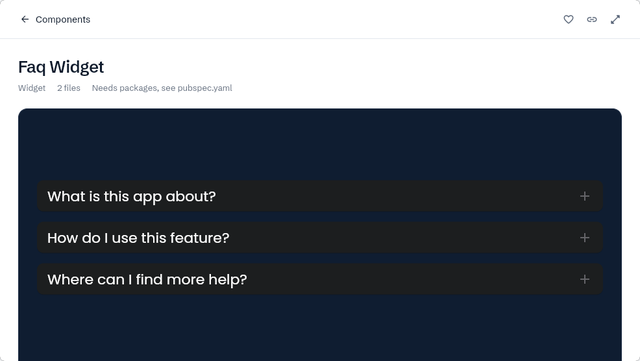 Components
Faq Widget
Widget 2 files Needs packages, see pubspec.yaml
What is this app about?
How do I use this feature?
Where can I find more help?